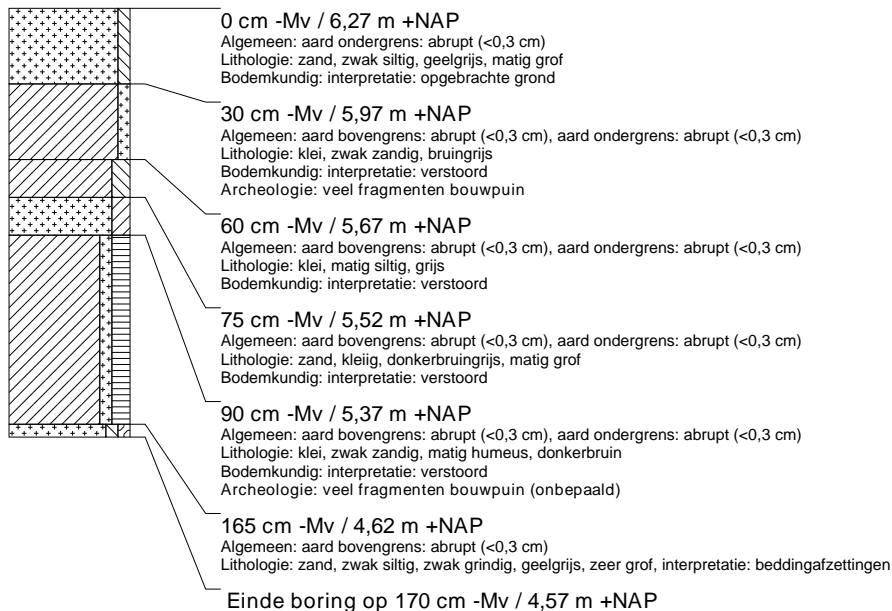 0 cm -Mv / 6,27 m +NAP
Algemeen: aard ondergrens: abrupt (<0,3 cm)
Lithologie: zand, zwak siltig, geelgrijs, matig grof
Bodemkundig: interpretatie: opgebrachte grond
30 cm -Mv / 5,97 m +NAP
Algemeen: aard bovengrens: abrupt (<0,3 cm), aard ondergrens: abrupt (<0,3 cm)
Lithologie: klei, zwak zandig, bruingrijs
Bodemkundig: interpretatie: verstoord
Archeologie: veel fragmenten bouwpuin
60 cm -Mv / 5,67 m +NAP
Algemeen: aard bovengrens: abrupt (<0,3 cm), aard ondergrens: abrupt (<0,3 cm)
Lithologie: klei, matig siltig, grijs
Bodemkundig: interpretatie: verstoord
75 cm -Mv / 5,52 m +NAP
Algemeen: aard bovengrens: abrupt (<0,3 cm), aard ondergrens: abrupt (<0,3 cm)
Lithologie: zand, kleiig, donkerbruingrijs, matig grof
Bodemkundig: interpretatie: verstoord
90 cm -Mv / 5,37 m +NAP
Algemeen: aard bovengrens: abrupt (<0,3 cm), aard ondergrens: abrupt (<0,3 cm)
Lithologie: klei, zwak zandig, matig humeus, donkerbruin
Bodemkundig: interpretatie: verstoord
Archeologie: veel fragmenten bouwpuin (onbepaald)
165 cm -Mv / 4,62 m +NAP
Algemeen: aard bovengrens: abrupt (<0,3 cm)
Lithologie: zand, zwak siltig, zwak grindig, geelgrijs, zeer grof, interpretatie: beddingafzettingen
Einde boring op 170 cm -Mv / 4,57 m +NAP